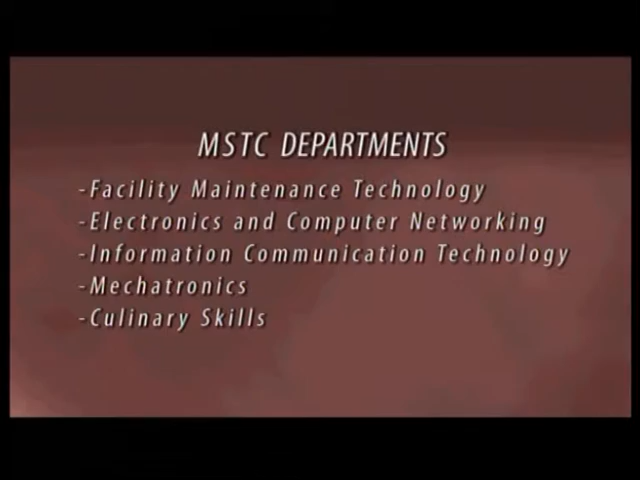 MSTC DEPARTMENTS
-Facility Maintenance Technology
-Electronics and Computer Networking
-Information Communication Technology
-Mechatronics
-Culinary Skills